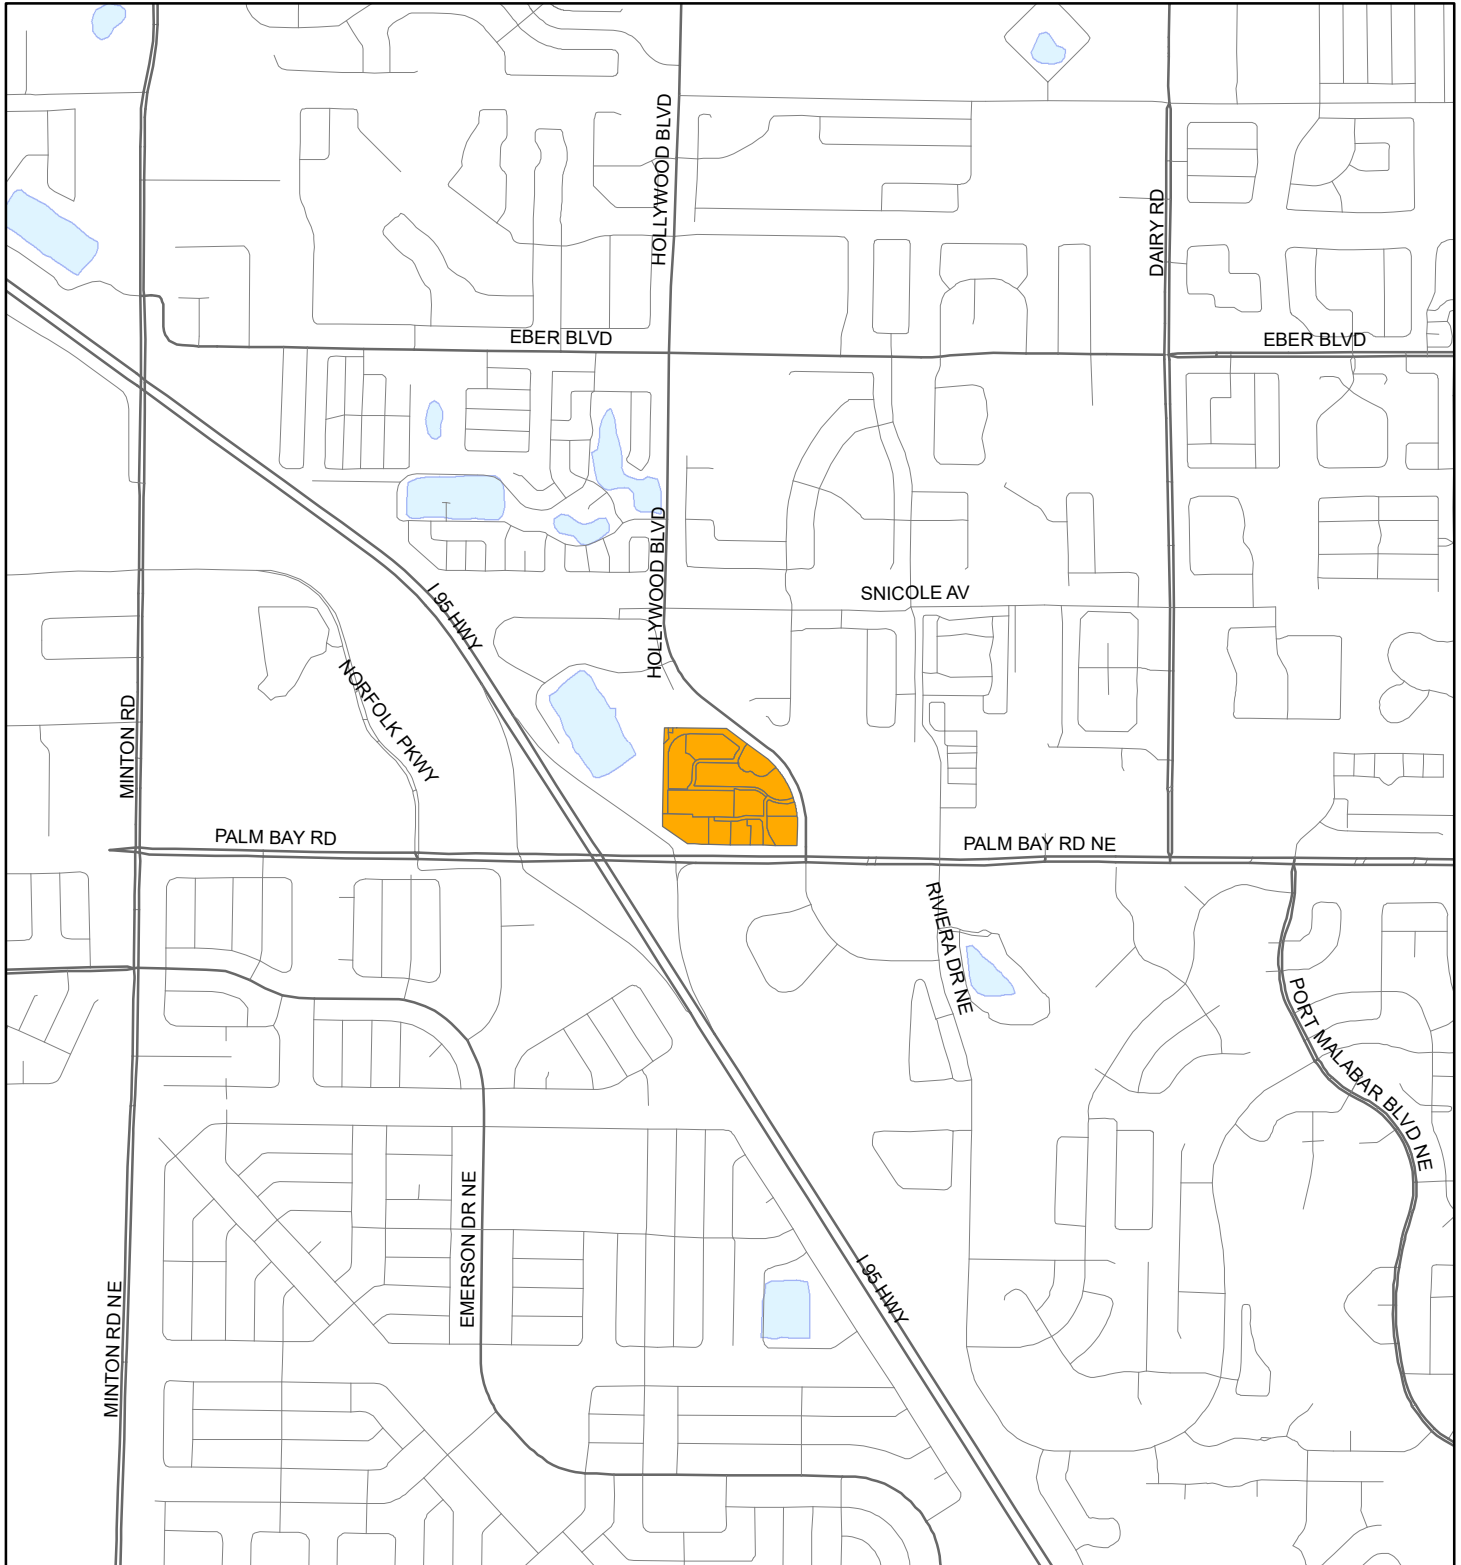 HOLLYWOOD BLVD
DAIRY RD
EBER BLVD
EBER BLVD
HOLLYWOOD BLVD
I 95 HWY
SNICOLE AV
HOLLYWOOD BLVD
NORFOLK PKWY
MINTON RD
PALM BAY RD
PALM BAY RD NE
RIVIERA DR NE
PORT MALABAR BLVD NE
EMERSON DR NE
I 95 HWY
MINTON RD NE